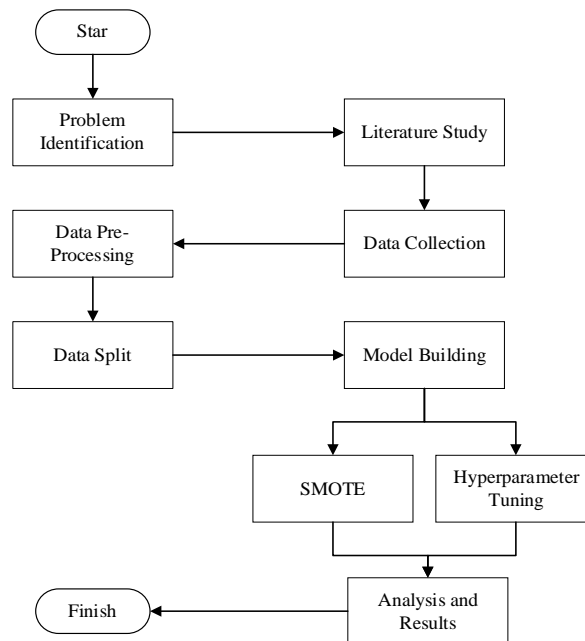 Star
Problem
Identification
Literature Study
Data Collection
Data Pre-
Processing
Data Split
Model Building
SMOTE
Hyperparameter
Tuning
Analysis and
Results
Finish